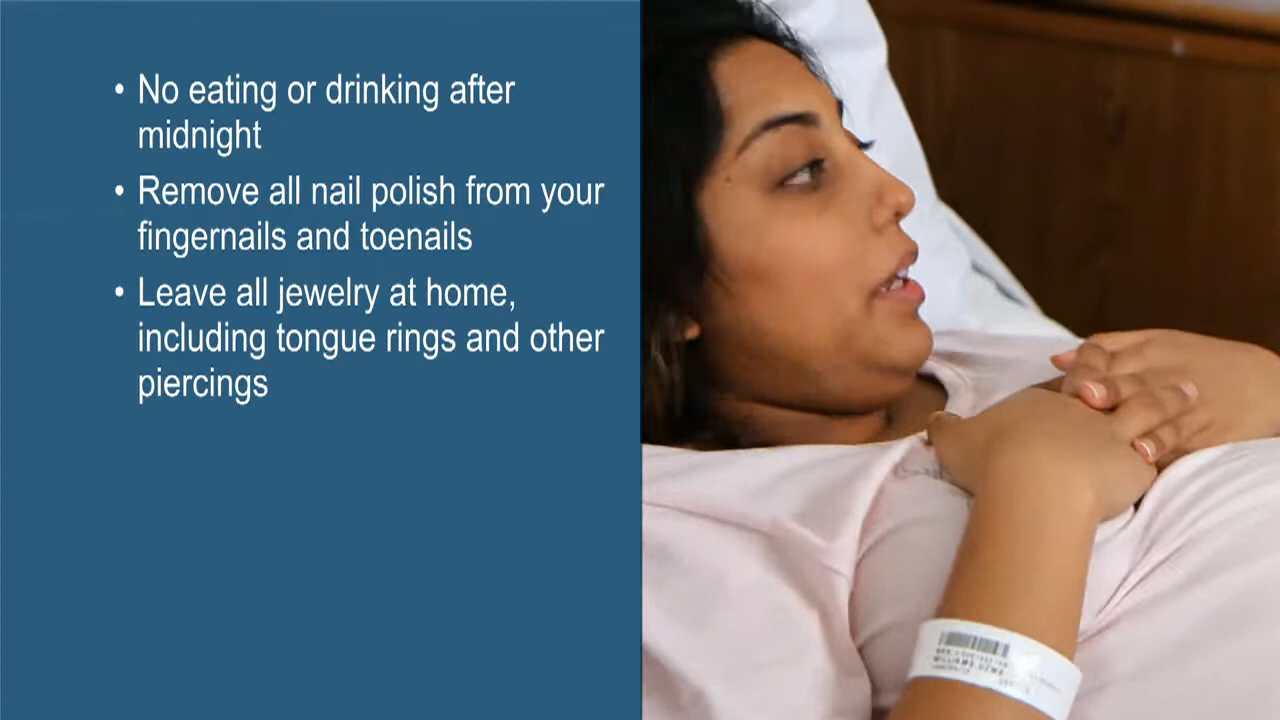 • No eating or drinking after
midnight
• Remove all nail polish from your
fingernails and toenails
• Leave all jewelry at home,
including tongue rings and other
piercings